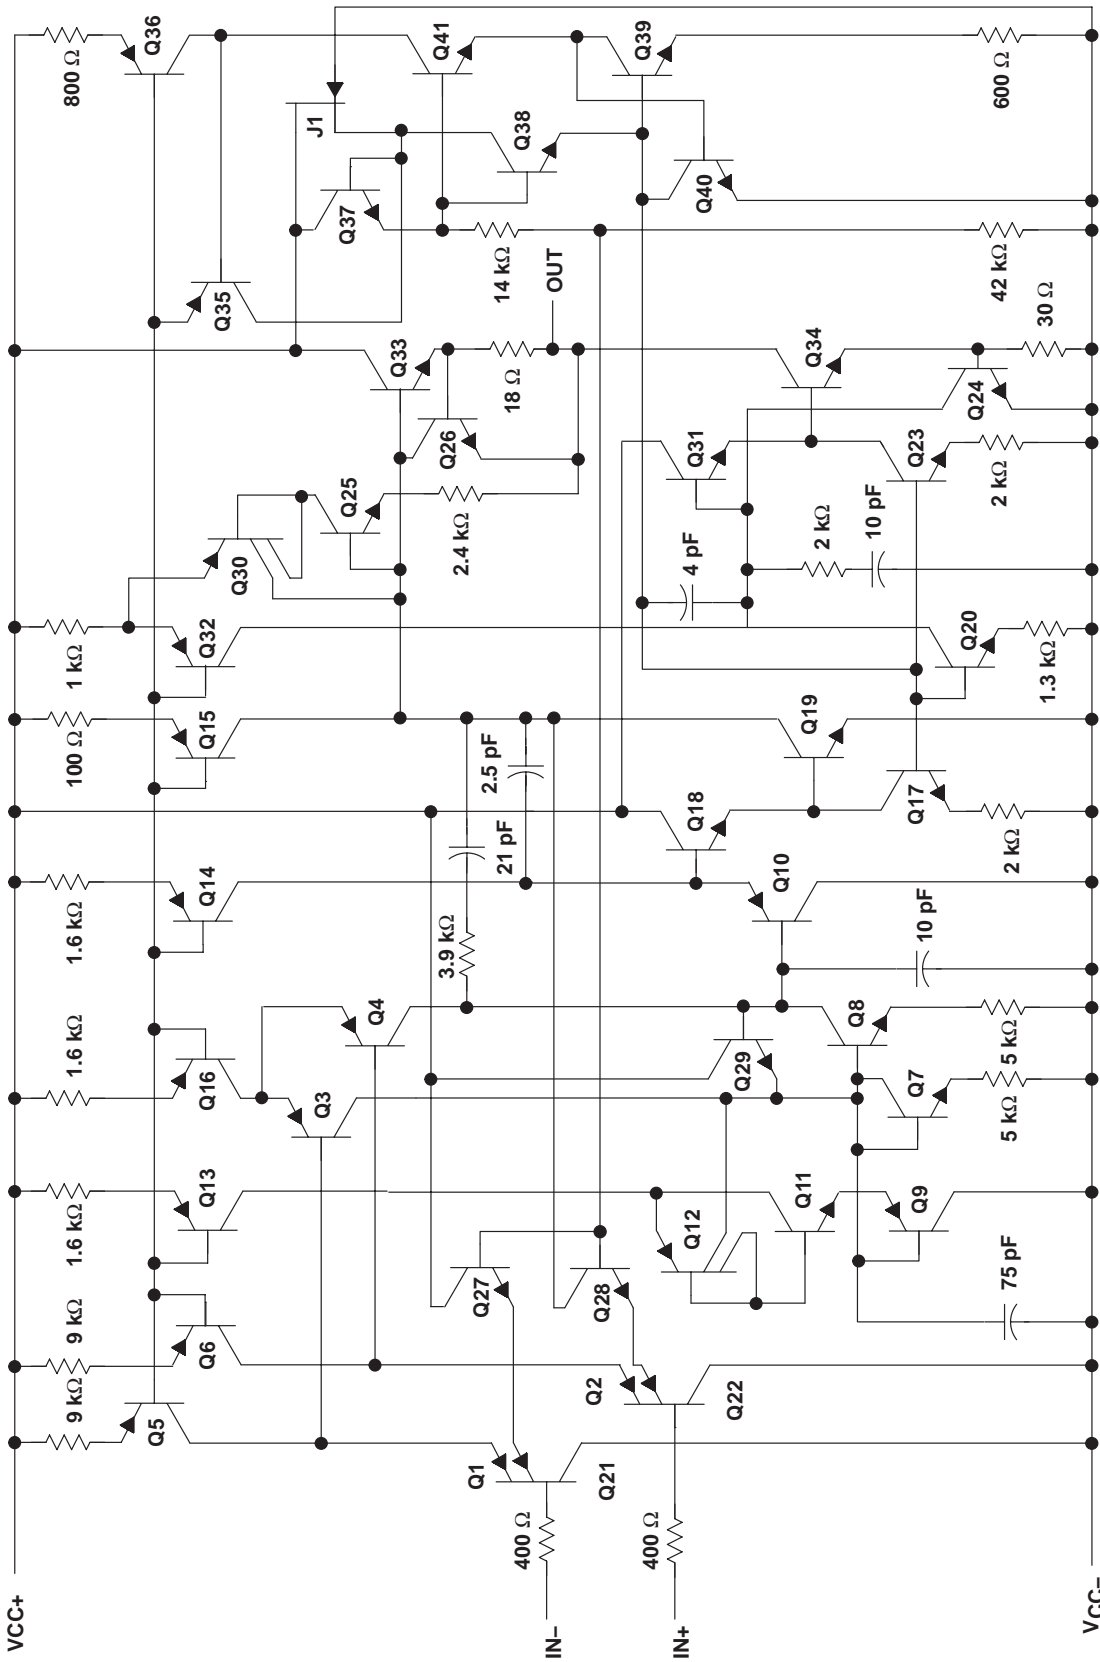 VCC+
9 kΩ
9 kΩ
1.6 kΩ
1.6 kΩ
1.6 kΩ
100 Ω
1 kΩ
800 Ω
Q5
Q6
Q13
Q16
Q14
Q15
Q32
Q30
Q35
Q36
Q3
Q4
Q25
Q33
Q37
J1
Q41
3.9 kΩ
21 pF
2.5 pF
2.4 kΩ
Q26
18 Ω
14 kΩ
Q38
OUT
IN–
400 Ω
Q1
Q21
Q27
Q28
Q2
Q22
IN+
400 Ω
Q12
Q11
Q9
Q29
Q10
Q18
Q19
4 pF
Q31
Q34
Q40
Q39
75 pF
Q7
Q8
10 pF
Q17
Q20
2 kΩ
10 pF
Q23
Q24
5 kΩ
5 kΩ
2 kΩ
1.3 kΩ
2 kΩ
30 Ω
42 kΩ
600 Ω
VCC–